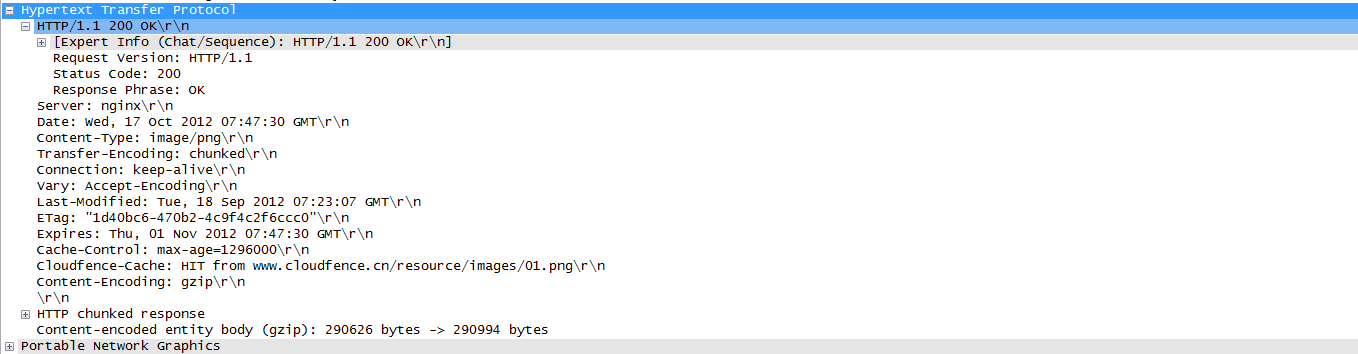 Hypertext Transfer Protocol
HTTP/1.1 200 OK\r\n
[Expert Info (Chat/Sequence): HTTP/1.1 200 OK\r\n]
Request Version: HTTP/1.1
Status Code: 200
Response Phrase: OK
Server: nginx\r\n
Date: Wed, 17 Oct 2012 07:47:30 GMT\r\n
Content-Type: image/png\r\n
Transfer-Encoding: chunked\r\n
Connection: keep-alive\r\n
Vary: Accept-Encoding\r\n
Last-Modified: Tue, 18 Sep 2012 07:23:07 GMT\r\n
ETag: "1d40bc6-470b2-4c9f4c2f6ccc0"\r\n
Expires: Thu, 01 Nov 2012 07:47:30 GMT\r\n
Cache-Control: max-age=1296000\r\n
Cloudfence-Cache: HIT from www.cloudfence.cn/resource/images/01.png\r\n
Content-Encoding: gzip\r\n
\r\n
HTTP chunked response
Content-encoded entity body (gzip): 290626 bytes -> 290994 bytes
Portable Network Graphics